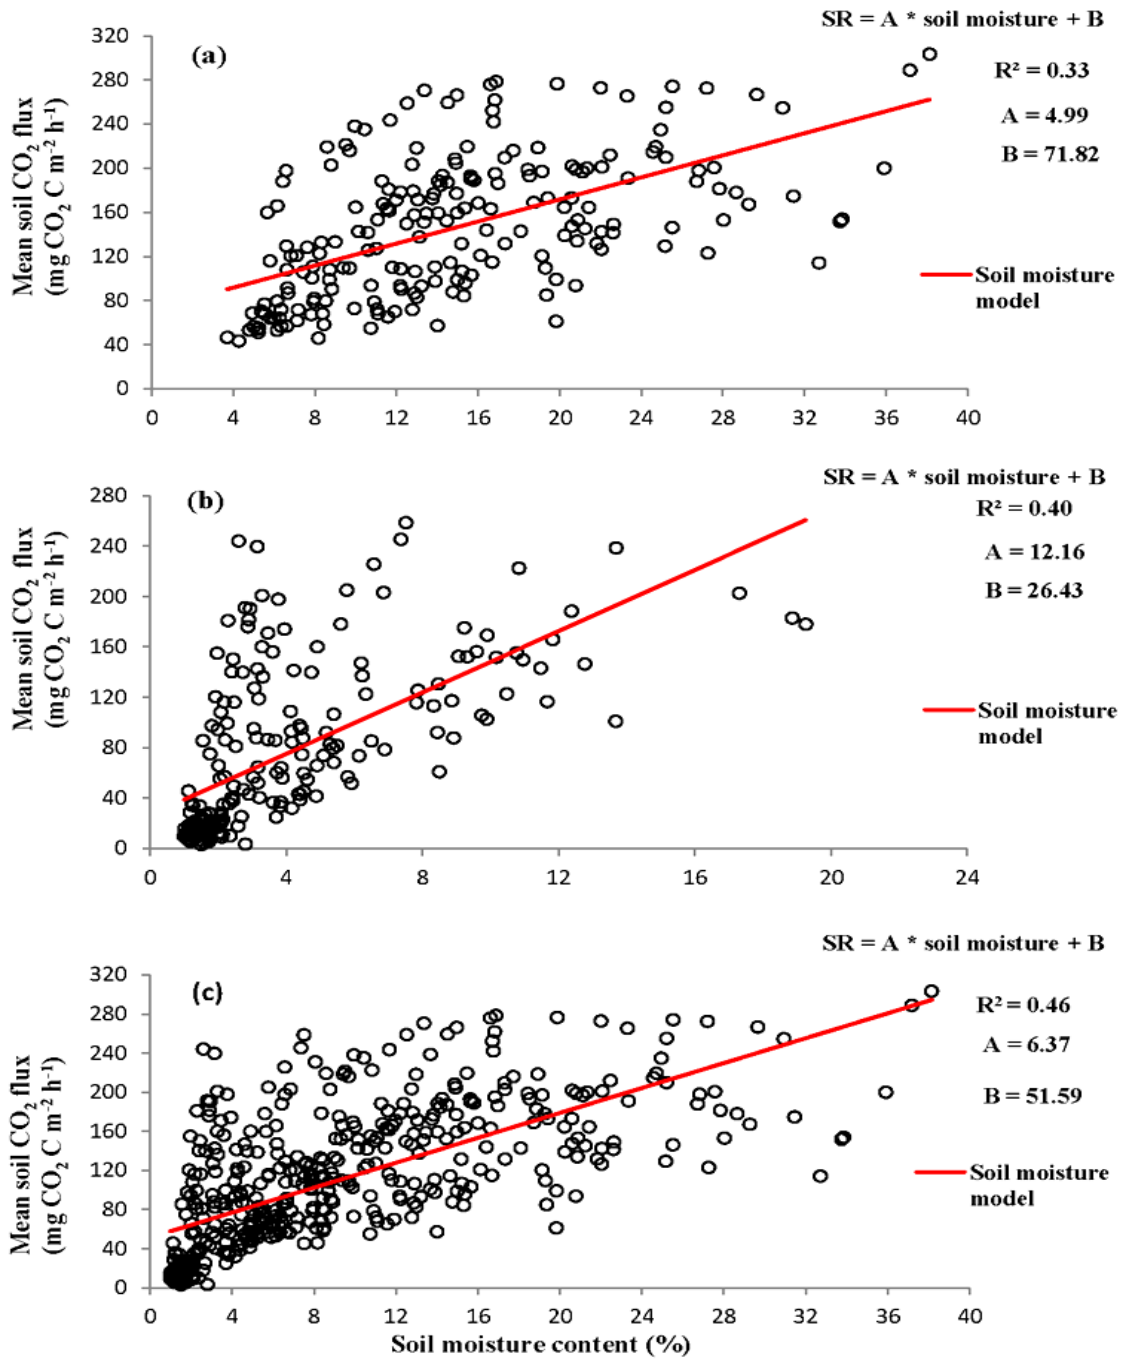 SR = A * soil moisture + B
(a)
R² = 0.33
A = 4.99
B = 71.82
Mean soil CO₂ flux
(mg CO₂ C m⁻² h⁻¹)
320
280
240
200
160
120
80
40
0
0 4 8 12 16 20 24 28 32 36 40
Soil moisture
model
SR = A * soil moisture + B
(b)
R² = 0.40
A = 12.16
B = 26.43
Mean soil CO₂ flux
(mg CO₂ C m⁻² h⁻¹)
280
240
200
160
120
80
40
0
0 4 8 12 16 20 24
Soil moisture
model
SR = A * soil moisture + B
(c)
R² = 0.46
A = 6.37
B = 51.59
Mean soil CO₂ flux
(mg CO₂ C m⁻² h⁻¹)
320
280
240
200
160
120
80
40
0
0 4 8 12 16 20 24 28 32 36 40
Soil moisture
model
Soil moisture content (%)